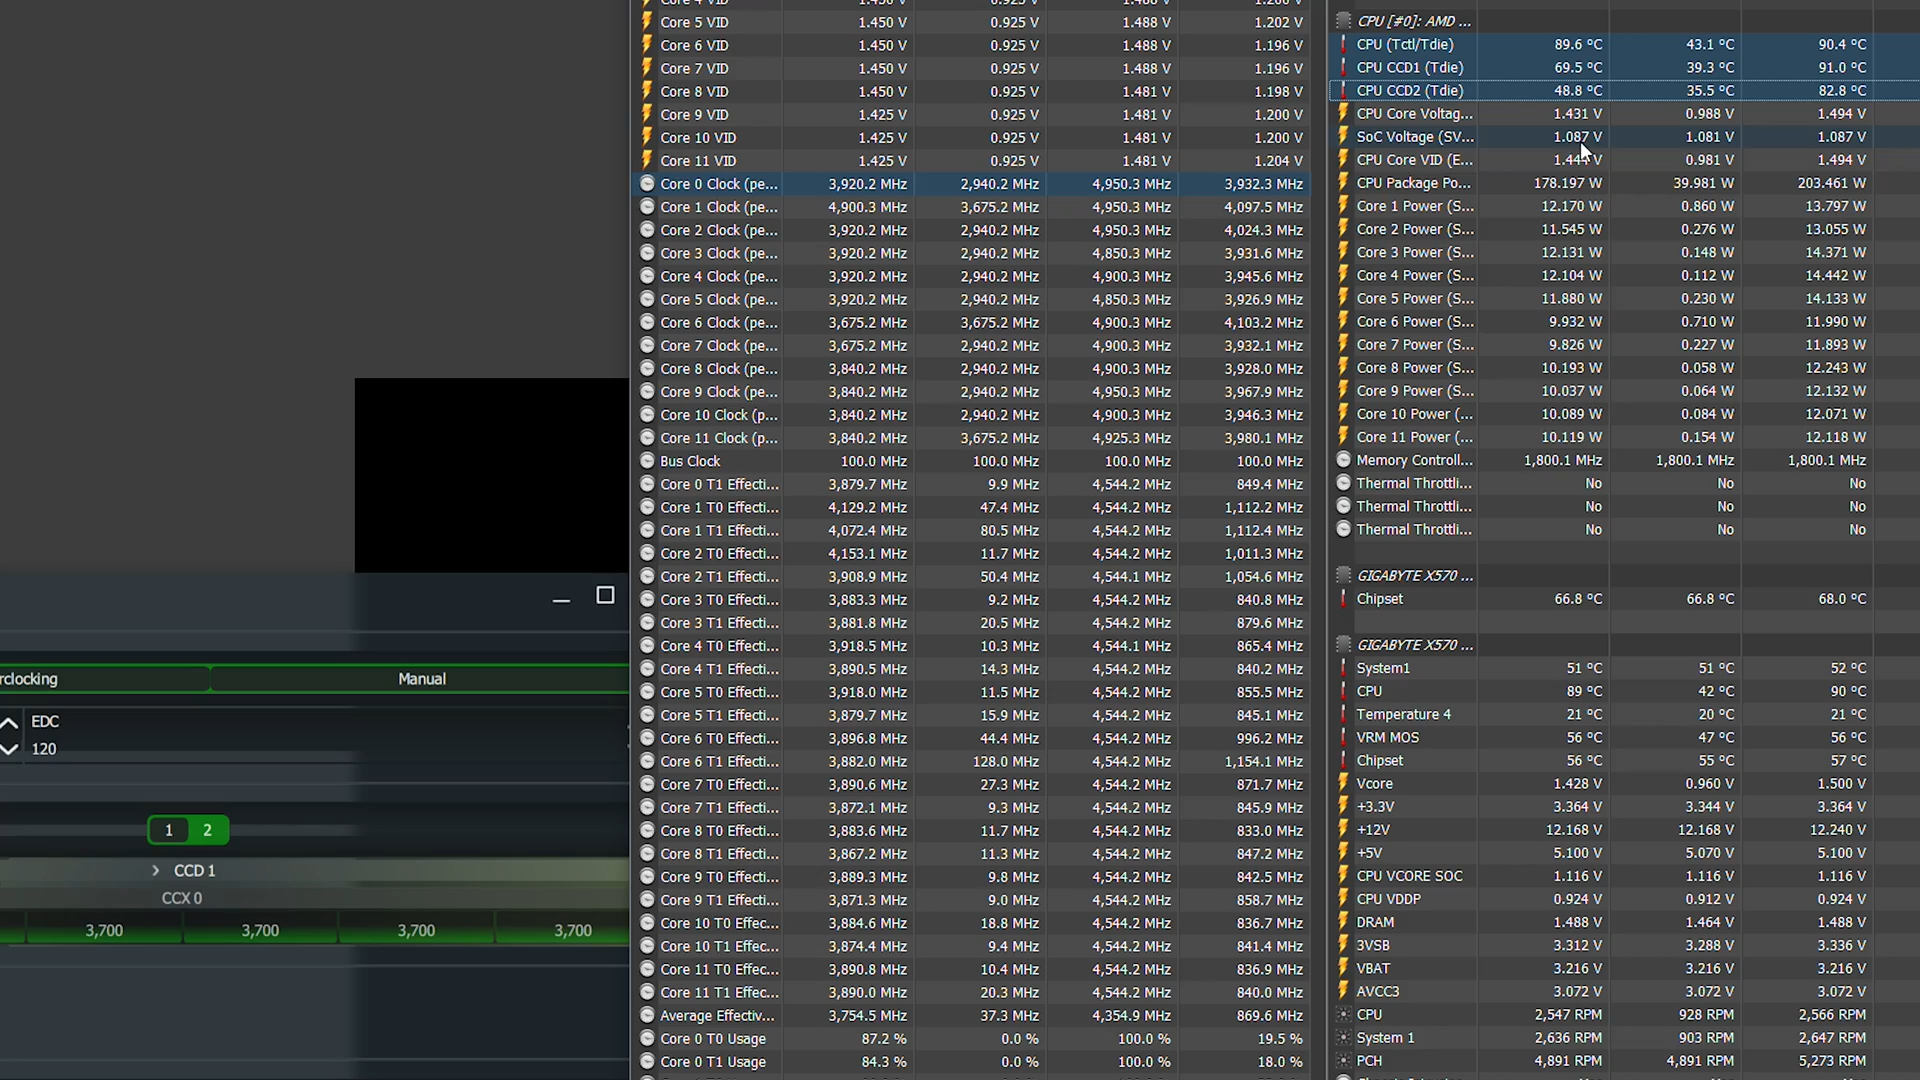 rclocking
Manual
EDC
120
1 2
CCD 1
CCX 0
3,700 3,700 3,700 3,700
Core 5 VID 1.450 V 0.925 V 1.488 V 1.202 V
Core 6 VID 1.450 V 0.925 V 1.488 V 1.196 V
Core 7 VID 1.450 V 0.925 V 1.488 V 1.196 V
Core 8 VID 1.450 V 0.925 V 1.481 V 1.198 V
Core 9 VID 1.425 V 0.925 V 1.481 V 1.200 V
Core 10 VID 1.425 V 0.925 V 1.481 V 1.200 V
Core 11 VID 1.425 V 0.925 V 1.481 V 1.204 V
Core 0 Clock (pe... 3,920.2 MHz 2,940.2 MHz 4,950.3 MHz 3,932.3 MHz
Core 1 Clock (pe... 4,900.3 MHz 3,675.2 MHz 4,950.3 MHz 4,097.5 MHz
Core 2 Clock (pe... 3,920.2 MHz 2,940.2 MHz 4,950.3 MHz 4,024.3 MHz
Core 3 Clock (pe... 3,920.2 MHz 2,940.2 MHz 4,850.3 MHz 3,931.6 MHz
Core 4 Clock (pe... 3,920.2 MHz 2,940.2 MHz 4,900.3 MHz 3,945.6 MHz
Core 5 Clock (pe... 3,920.2 MHz 2,940.2 MHz 4,850.3 MHz 3,926.9 MHz
Core 6 Clock (pe... 3,675.2 MHz 3,675.2 MHz 4,900.3 MHz 4,103.2 MHz
Core 7 Clock (pe... 3,675.2 MHz 2,940.2 MHz 4,900.3 MHz 3,932.1 MHz
Core 8 Clock (pe... 3,840.2 MHz 2,940.2 MHz 4,900.3 MHz 3,928.0 MHz
Core 9 Clock (pe... 3,840.2 MHz 2,940.2 MHz 4,950.3 MHz 3,967.9 MHz
Core 10 Clock (p... 3,840.2 MHz 2,940.2 MHz 4,900.3 MHz 3,946.3 MHz
Core 11 Clock (p... 3,840.2 MHz 3,675.2 MHz 4,925.3 MHz 3,980.1 MHz
Bus Clock 100.0 MHz 100.0 MHz 100.0 MHz 100.0 MHz
Core 0 T1 Effecti... 3,879.7 MHz 9.9 MHz 4,544.2 MHz 849.4 MHz
Core 1 T0 Effecti... 4,129.2 MHz 47.4 MHz 4,544.2 MHz 1,112.2 MHz
Core 1 T1 Effecti... 4,072.4 MHz 80.5 MHz 4,544.2 MHz 1,112.4 MHz
Core 2 T0 Effecti... 4,153.1 MHz 11.7 MHz 4,544.2 MHz 1,011.3 MHz
Core 2 T1 Effecti... 3,908.9 MHz 50.4 MHz 4,544.1 MHz 1,054.6 MHz
Core 3 T0 Effecti... 3,883.3 MHz 9.2 MHz 4,544.2 MHz 840.8 MHz
Core 3 T1 Effecti... 3,881.8 MHz 20.5 MHz 4,544.2 MHz 879.6 MHz
Core 4 T0 Effecti... 3,918.5 MHz 10.3 MHz 4,544.1 MHz 865.4 MHz
Core 4 T1 Effecti... 3,890.5 MHz 14.3 MHz 4,544.2 MHz 840.2 MHz
Core 5 T0 Effecti... 3,918.0 MHz 11.5 MHz 4,544.2 MHz 855.5 MHz
Core 5 T1 Effecti... 3,879.7 MHz 15.9 MHz 4,544.2 MHz 845.1 MHz
Core 6 T0 Effecti... 3,896.8 MHz 44.4 MHz 4,544.2 MHz 996.2 MHz
Core 6 T1 Effecti... 3,882.0 MHz 128.0 MHz 4,544.2 MHz 1,154.1 MHz
Core 7 T0 Effecti... 3,890.6 MHz 27.3 MHz 4,544.2 MHz 871.7 MHz
Core 7 T1 Effecti... 3,872.1 MHz 9.3 MHz 4,544.2 MHz 845.9 MHz
Core 8 T0 Effecti... 3,883.6 MHz 11.7 MHz 4,544.2 MHz 833.0 MHz
Core 8 T1 Effecti... 3,867.2 MHz 11.3 MHz 4,544.2 MHz 847.2 MHz
Core 9 T0 Effecti... 3,889.3 MHz 9.8 MHz 4,544.2 MHz 842.5 MHz
Core 9 T1 Effecti... 3,871.3 MHz 9.0 MHz 4,544.2 MHz 858.7 MHz
Core 10 T0 Effec... 3,884.6 MHz 18.8 MHz 4,544.2 MHz 836.7 MHz
Core 10 T1 Effec... 3,874.4 MHz 9.4 MHz 4,544.2 MHz 841.4 MHz
Core 11 T0 Effec... 3,890.8 MHz 10.4 MHz 4,544.2 MHz 836.9 MHz
Core 11 T1 Effec... 3,890.0 MHz 20.3 MHz 4,544.2 MHz 840.0 MHz
Average Effectiv... 3,754.5 MHz 37.3 MHz 4,354.9 MHz 869.6 MHz
Core 0 T0 Usage 87.2 % 0.0 % 100.0 % 19.5 %
Core 0 T1 Usage 84.3 % 0.0 % 100.0 % 18.0 %
CPU [#0]: AMD ...
CPU (Tctl/Tdie) 89.6 °C 43.1 °C 90.4 °C
CPU CCD1 (Tdie) 69.5 °C 39.3 °C 91.0 °C
CPU CCD2 (Tdie) 48.8 °C 35.5 °C 82.8 °C
CPU Core Voltag... 1.431 V 0.988 V 1.494 V
SoC Voltage (SV... 1.087 V 1.081 V 1.087 V
CPU Core VID (E... 1.444 V 0.981 V 1.494 V
CPU Package Po... 178.197 W 39.981 W 203.461 W
Core 1 Power (S... 12.170 W 0.860 W 13.797 W
Core 2 Power (S... 11.545 W 0.276 W 13.055 W
Core 3 Power (S... 12.131 W 0.148 W 14.371 W
Core 4 Power (S... 12.104 W 0.112 W 14.442 W
Core 5 Power (S... 11.880 W 0.230 W 14.133 W
Core 6 Power (S... 9.932 W 0.710 W 11.990 W
Core 7 Power (S... 9.826 W 0.227 W 11.893 W
Core 8 Power (S... 10.193 W 0.058 W 12.243 W
Core 9 Power (S... 10.037 W 0.064 W 12.132 W
Core 10 Power (... 10.089 W 0.084 W 12.071 W
Core 11 Power (... 10.119 W 0.154 W 12.118 W
Memory Controll... 1,800.1 MHz 1,800.1 MHz 1,800.1 MHz
Thermal Throttli... No No No
Thermal Throttli... No No No
Thermal Throttli... No No No
GIGABYTE X570 ...
Chipset 66.8 °C 66.8 °C 68.0 °C
GIGABYTE X570 ...
System1 51 °C 51 °C 52 °C
CPU 89 °C 42 °C 90 °C
Temperature 4 21 °C 20 °C 21 °C
VRM MOS 56 °C 47 °C 56 °C
Chipset 56 °C 55 °C 57 °C
Vcore 1.428 V 0.960 V 1.500 V
+3.3V 3.364 V 3.344 V 3.364 V
+12V 12.168 V 12.168 V 12.240 V
+5V 5.100 V 5.070 V 5.100 V
CPU VCORE SOC 1.116 V 1.116 V 1.116 V
CPU VDDP 0.924 V 0.912 V 0.924 V
DRAM 1.488 V 1.464 V 1.488 V
3VSB 3.312 V 3.288 V 3.336 V
VBAT 3.216 V 3.216 V 3.216 V
AVCC3 3.072 V 3.072 V 3.072 V
CPU 2,547 RPM 928 RPM 2,566 RPM
System 1 2,636 RPM 903 RPM 2,647 RPM
PCH 4,891 RPM 4,891 RPM 5,273 RPM